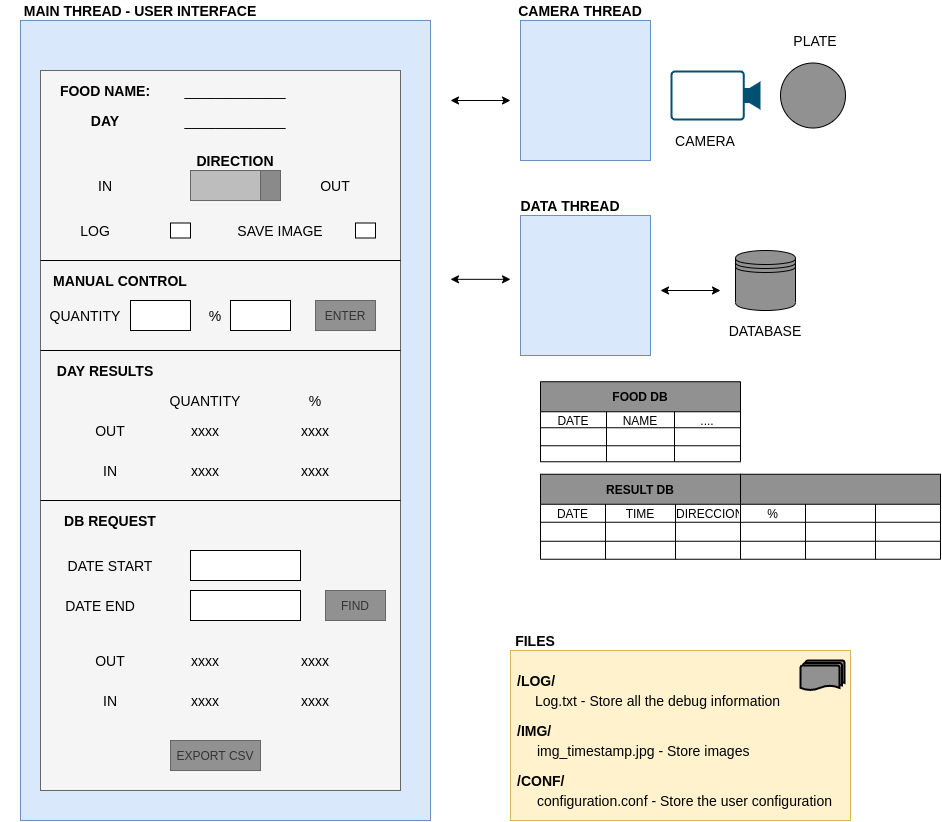 MAIN THREAD - USER INTERFACE
FOOD NAME:
DAY
DIRECTION
IN
OUT
LOG
SAVE IMAGE
MANUAL CONTROL
QUANTITY
%
ENTER
DAY RESULTS
QUANTITY %
OUT xxxx xxxx
IN xxxx xxxx
DB REQUEST
DATE START
DATE END
FIND
OUT xxxx xxxx
IN xxxx xxxx
EXPORT CSV
CAMERA THREAD
PLATE
CAMERA
DATA THREAD
DATABASE
FOOD DB
DATE NAME ....
RESULT DB
DATE TIME DIRECCION %
FILES
/LOG/
Log.txt - Store all the debug information
/IMG/
img_timestamp.jpg - Store images
/CONF/
configuration.conf - Store the user configuration